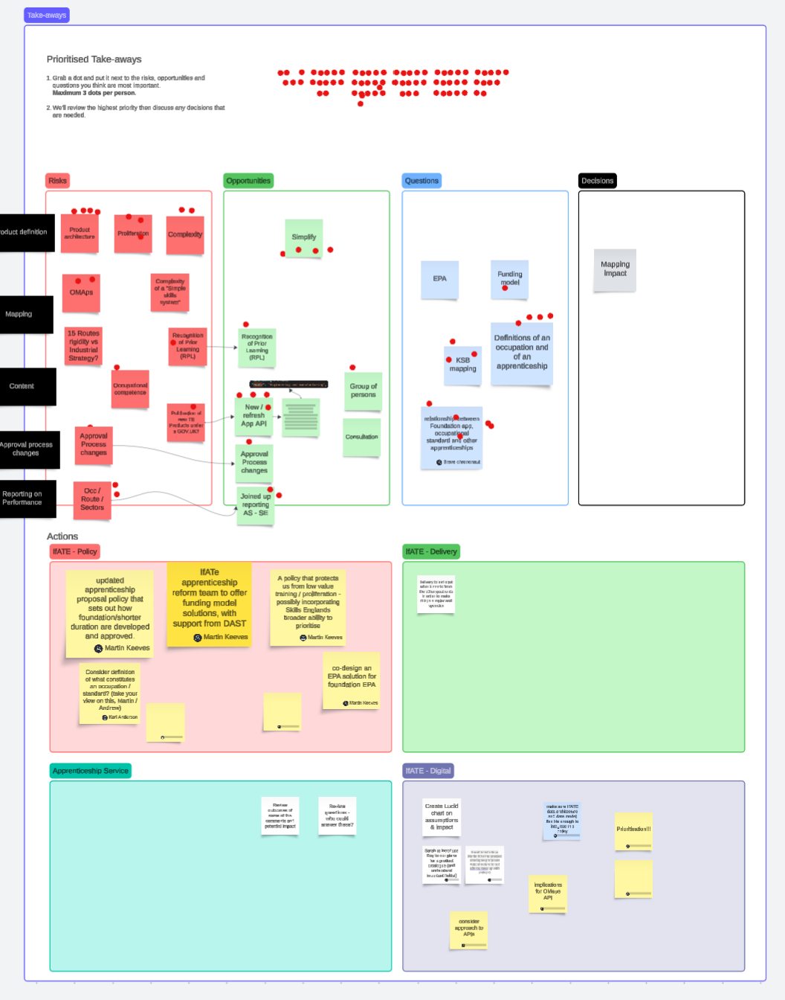 Take-aways
Prioritised Take-aways
1. Grab a dot and put it next to the risks, opportunities and
questions you think are most important.
Maximum 3 dots per person.
2. We'll review the highest priority then discuss any decisions that
are needed.
Risks
Opportunities
Questions
Decisions
roduct definition
Mapping
Content
Approval process
changes
Reporting on
Performance
Product
architecture
Proliferation
Complexity
OMAps
Complexity
of a "Simple
skills
system"
15 Routes
rigidity vs
Industrial
Strategy?
Recognition
of Prior
Learning
(RPL)
Occupational
competence
Publication of
new TE
Products under
a GOV.UK?
Approval
Process
changes
Occ /
Route /
Sectors
Simplify
Recognition
of Prior
Learning
(RPL)
Group of
persons
New /
refresh
App API
Consultation
Approval
Process
changes
Joined up
reporting
AS - SE
EPA
Funding
model
Definitions of an
occupation and
of an
apprenticeship
KSB
mapping
relationship between
Foundation app,
occupational
standard and other
apprenticeships
Brave chrononaut
Mapping
Impact
Actions
IfATE - Policy
updated
apprenticeship
proposal policy that
sets out how
foundation/shorter
duration are developed
and approved.
Martin Keeves
IfATe
apprenticeship
reform team to offer
funding model
solutions, with
support from DAST
Martin Keeves
A policy that protects
us from low value
training / proliferation -
possibly incorporating
Skills Englands
broader ability to
prioritise
Martin Keeves
Consider definition
of what constitutes
an occupation /
standard? (take your
view on this, Martin /
Andrew)
Karl Anderson
co-design an
EPA solution for
foundation EPA
Martin Keeves
IfATE - Delivery
Apprenticeship Service
Review
outcomes of
some of the
comments and
potential impact
Review
questions -
who could
answer these?
IfATE - Digital
Create Lucid
chart on
assumptions
& impact
make sure IFATE
data architecture
and data model
flexible enough to
Prioritisation!!!
Implications
for OMaps
API
consider
approach to
APIs